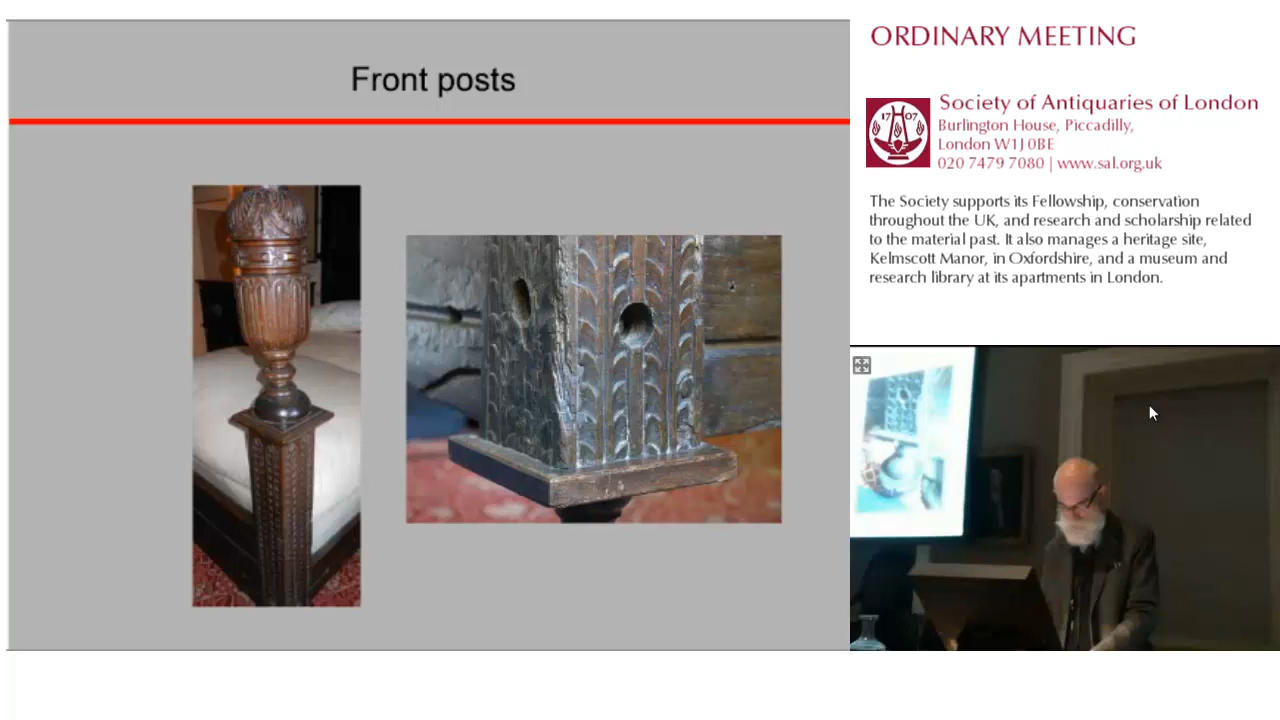 Front posts
ORDINARY MEETING
Society of Antiquaries of London
Burlington House, Piccadilly,
London W1J 0BE
020 7479 7080 | www.sal.org.uk
17 07
The Society supports its Fellowship, conservation
throughout the UK, and research and scholarship related
to the material past. It also manages a heritage site,
Kelmscott Manor, in Oxfordshire, and a museum and
research library at its apartments in London.